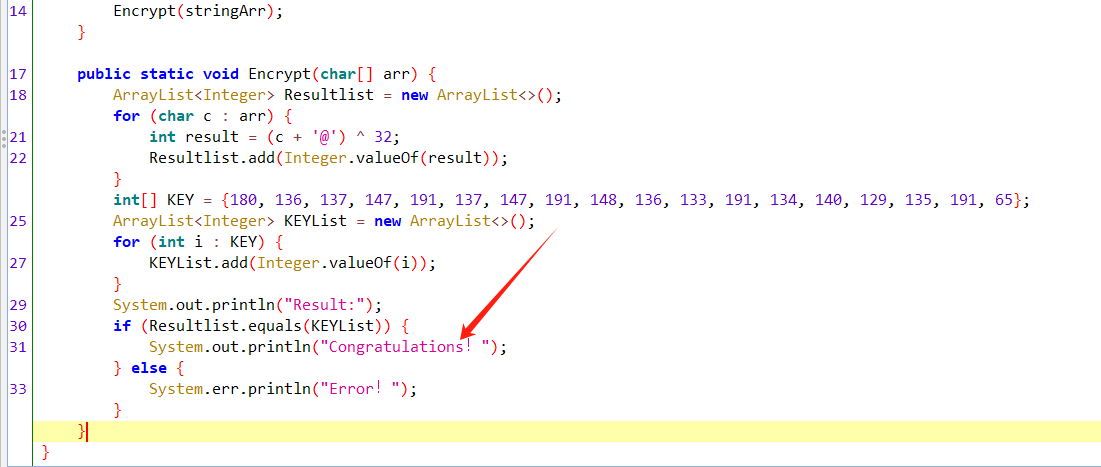 14 Encrypt(stringArr);
}
17 public static void Encrypt(char[] arr) {
18 ArrayList<Integer> Resultlist = new ArrayList<>();
for (char c : arr) {
21 int result = (c + '@') ^ 32;
22 Resultlist.add(Integer.valueOf(result));
}
int[] KEY = {180, 136, 137, 147, 191, 137, 147, 191, 148, 136, 133, 191, 134, 140, 129, 135, 191, 65};
25 ArrayList<Integer> KEYList = new ArrayList<>();
for (int i : KEY) {
27 KEYList.add(Integer.valueOf(i));
}
29 System.out.println("Result:");
30 if (Resultlist.equals(KEYList)) {
31 System.out.println("Congratulations！");
} else {
33 System.err.println("Error！");
}
}
}